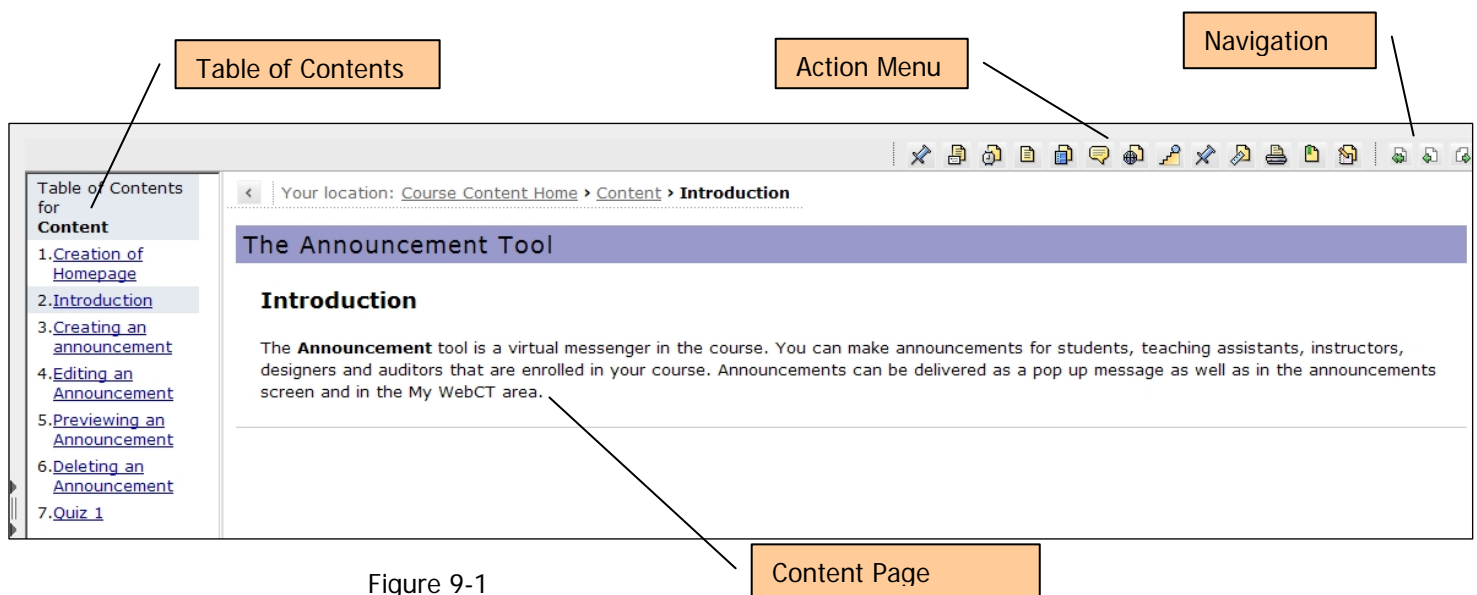 Navigation
Table of Contents
Action Menu
Table of Contents
for
Content
1.Creation of
Homepage
2.Introduction
3.Creating an
announcement
4.Editing an
Announcement
5.Previewing an
Announcement
6.Deleting an
Announcement
7.Quiz 1
Your location: Course Content Home › Content › Introduction
The Announcement Tool
Introduction
The Announcement tool is a virtual messenger in the course. You can make announcements for students, teaching assistants, instructors,
designers and auditors that are enrolled in your course. Announcements can be delivered as a pop up message as well as in the announcements
screen and in the My WebCT area.
Content Page
Figure 9-1